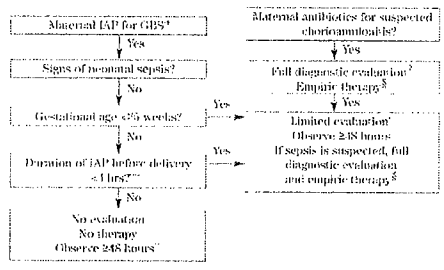 Maternal IAP for GBS?
Yes
Signs of neonatal sepsis?
No
Gestational age <35 weeks?
Yes
No
Duration of IAP before delivery
<4 hrs?**
Yes
No
No evaluation
No therapy
Observe ≥48 hours
Maternal antibiotics for suspected
chorioamnionitis?
Yes
Full diagnostic evaluation
Empiric therapy§
Yes
Limited evaluation
Observe ≥48 hours
If sepsis is suspected, full
diagnostic evaluation
and empiric therapy§